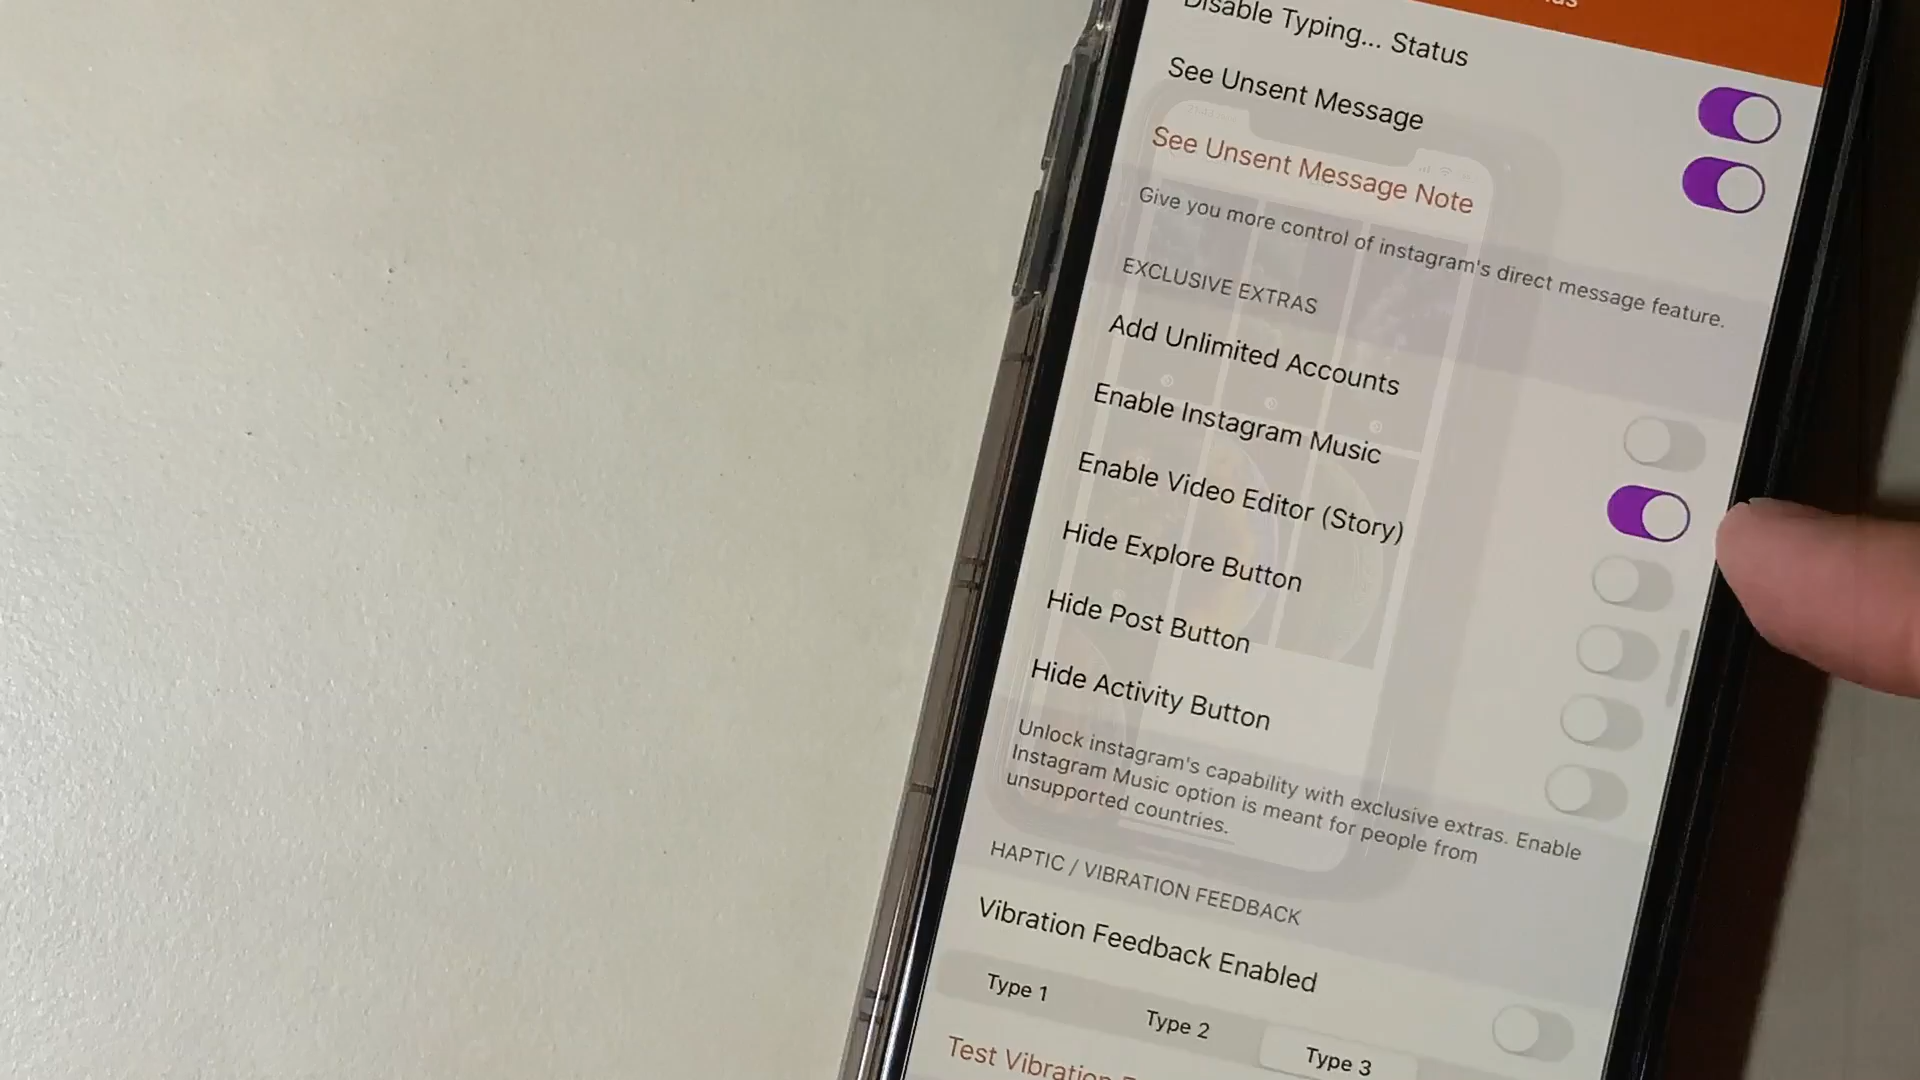 Disable Typing... Status
See Unsent Message
See Unsent Message Note
Give you more control of instagram's direct message feature.
EXCLUSIVE EXTRAS
Add Unlimited Accounts
Enable Instagram Music
Enable Video Editor (Story)
Hide Explore Button
Hide Post Button
Hide Activity Button
Unlock instagram's capability with exclusive extras. Enable
Instagram Music option is meant for people from
unsupported countries.
HAPTIC / VIBRATION FEEDBACK
Vibration Feedback Enabled
Type 1
Type 2
Type 3
Test Vibration